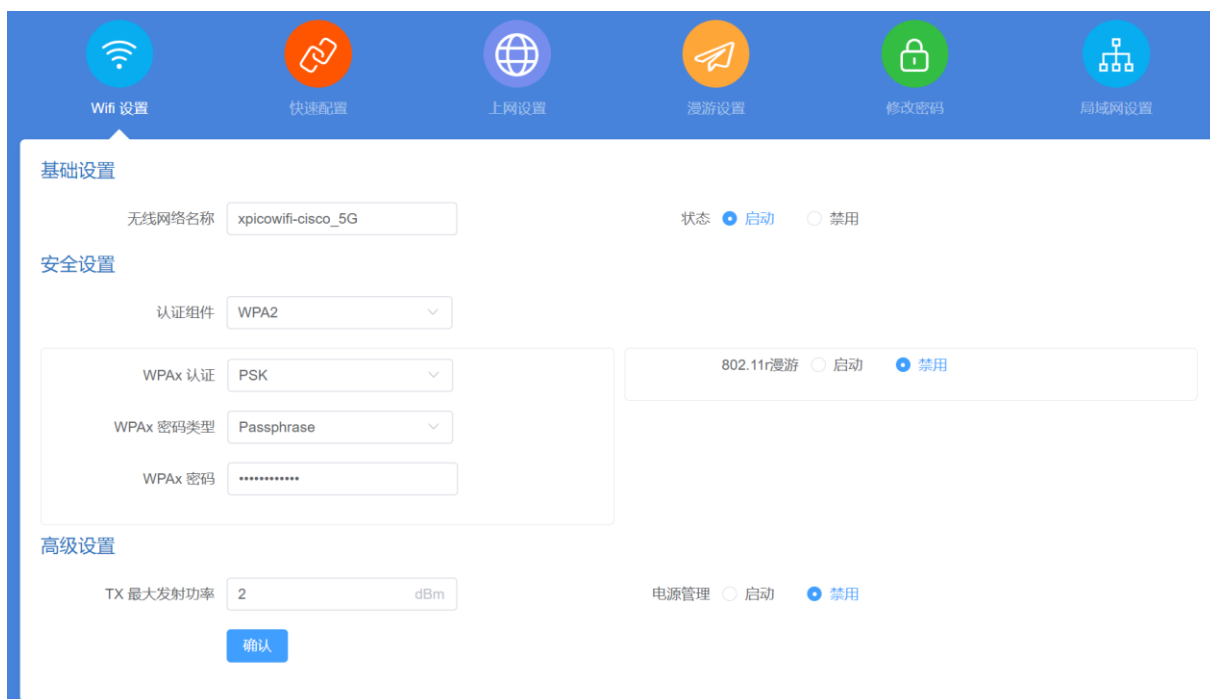 Wifi 设置 快速配置 上网设置 漫游设置 修改密码 局域网设置
基础设置
无线网络名称 xpicowifi-cisco_5G 状态 启动 禁用
安全设置
认证组件 WPA2
WPAx 认证 PSK 802.11r漫游 启动 禁用
WPAx 密码类型 Passphrase
WPAx 密码 ••••••••••••
高级设置
TX 最大发射功率 2 dBm 电源管理 启动 禁用
确认